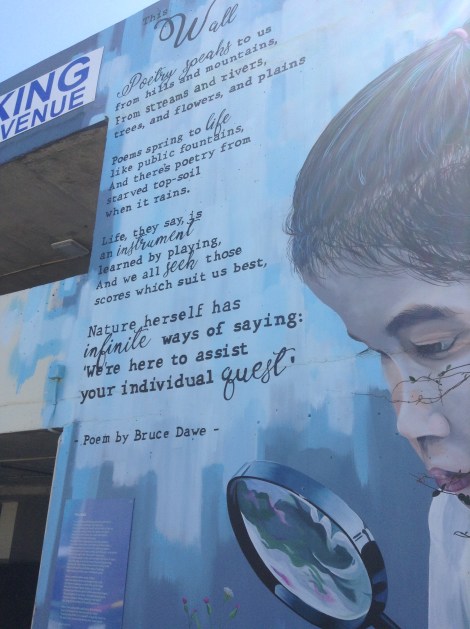 KING
VENUE
This
Wall
Poetry speaks to us
from hills and mountains,
From streams and rivers,
trees, and flowers, and plains
Poems spring to life
like public fountains,
And there's poetry from
starved top-soil
when it rains.
Life, they say, is
an instrument
learned by playing,
And we all seek those
scores which suit us best,
Nature herself has
infinite ways of saying:
'We're here to assist
your individual quest'.
- Poem by Bruce Dawe -